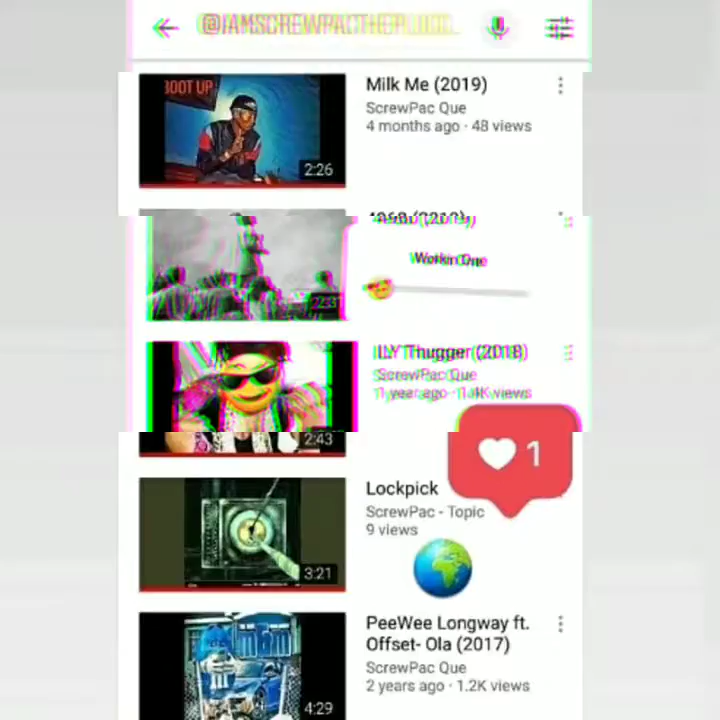 @IAMSCREWPACTHEPLUGG
BOOT UP
Milk Me (2019)
ScrewPac Que
4 months ago · 48 views
2:26
Workin One
ILY Thugger (2018)
ScrewPac Que
1 year ago · 1.4K views
2:43
1
Lockpick
ScrewPac - Topic
9 views
3:21
PeeWee Longway ft.
Offset- Ola (2017)
ScrewPac Que
2 years ago · 1.2K views
4:29